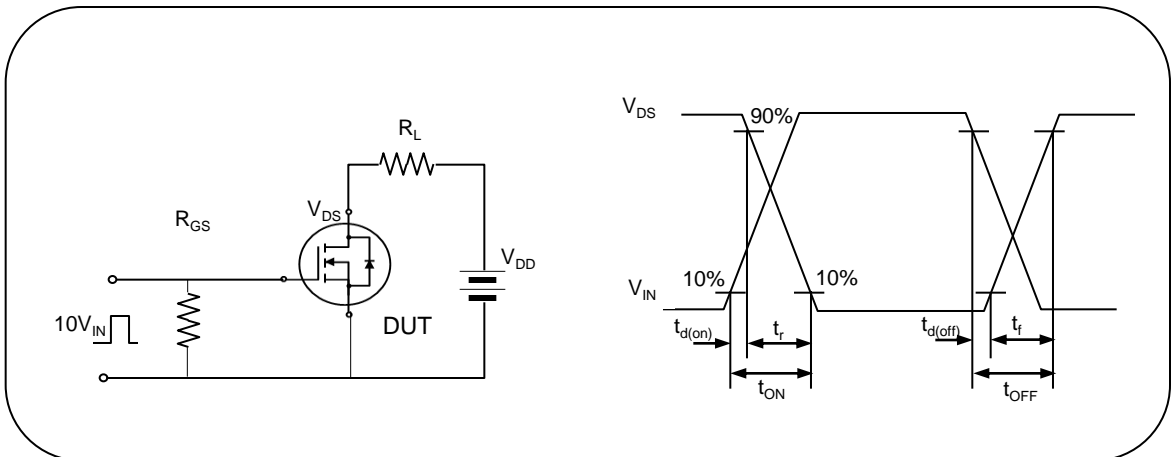 R_L
V_DS
R_GS
V_DD
10V_IN
DUT
V_DS
90%
10%
10%
V_IN
t_d(on)
t_r
t_d(off)
t_f
t_ON
t_OFF